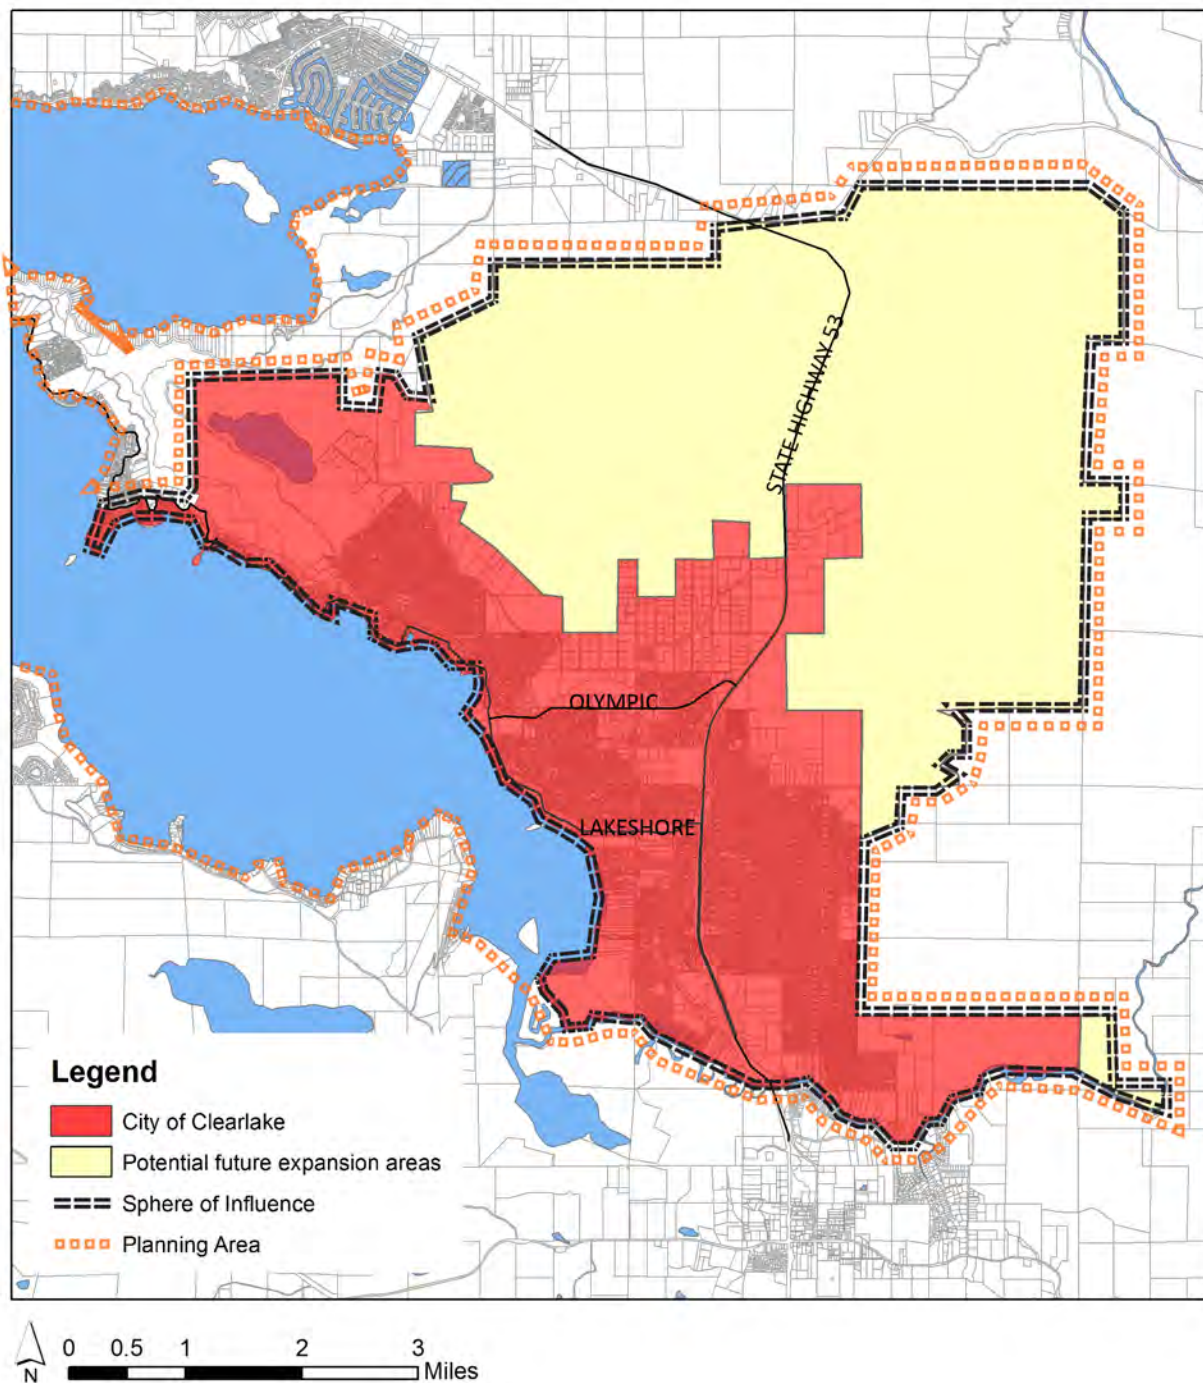 STATE HIGHWAY 53
OLYMPIC
LAKESHORE
Legend
City of Clearlake
Potential future expansion areas
Sphere of Influence
Planning Area
N
0 0.5 1 2 3
Miles